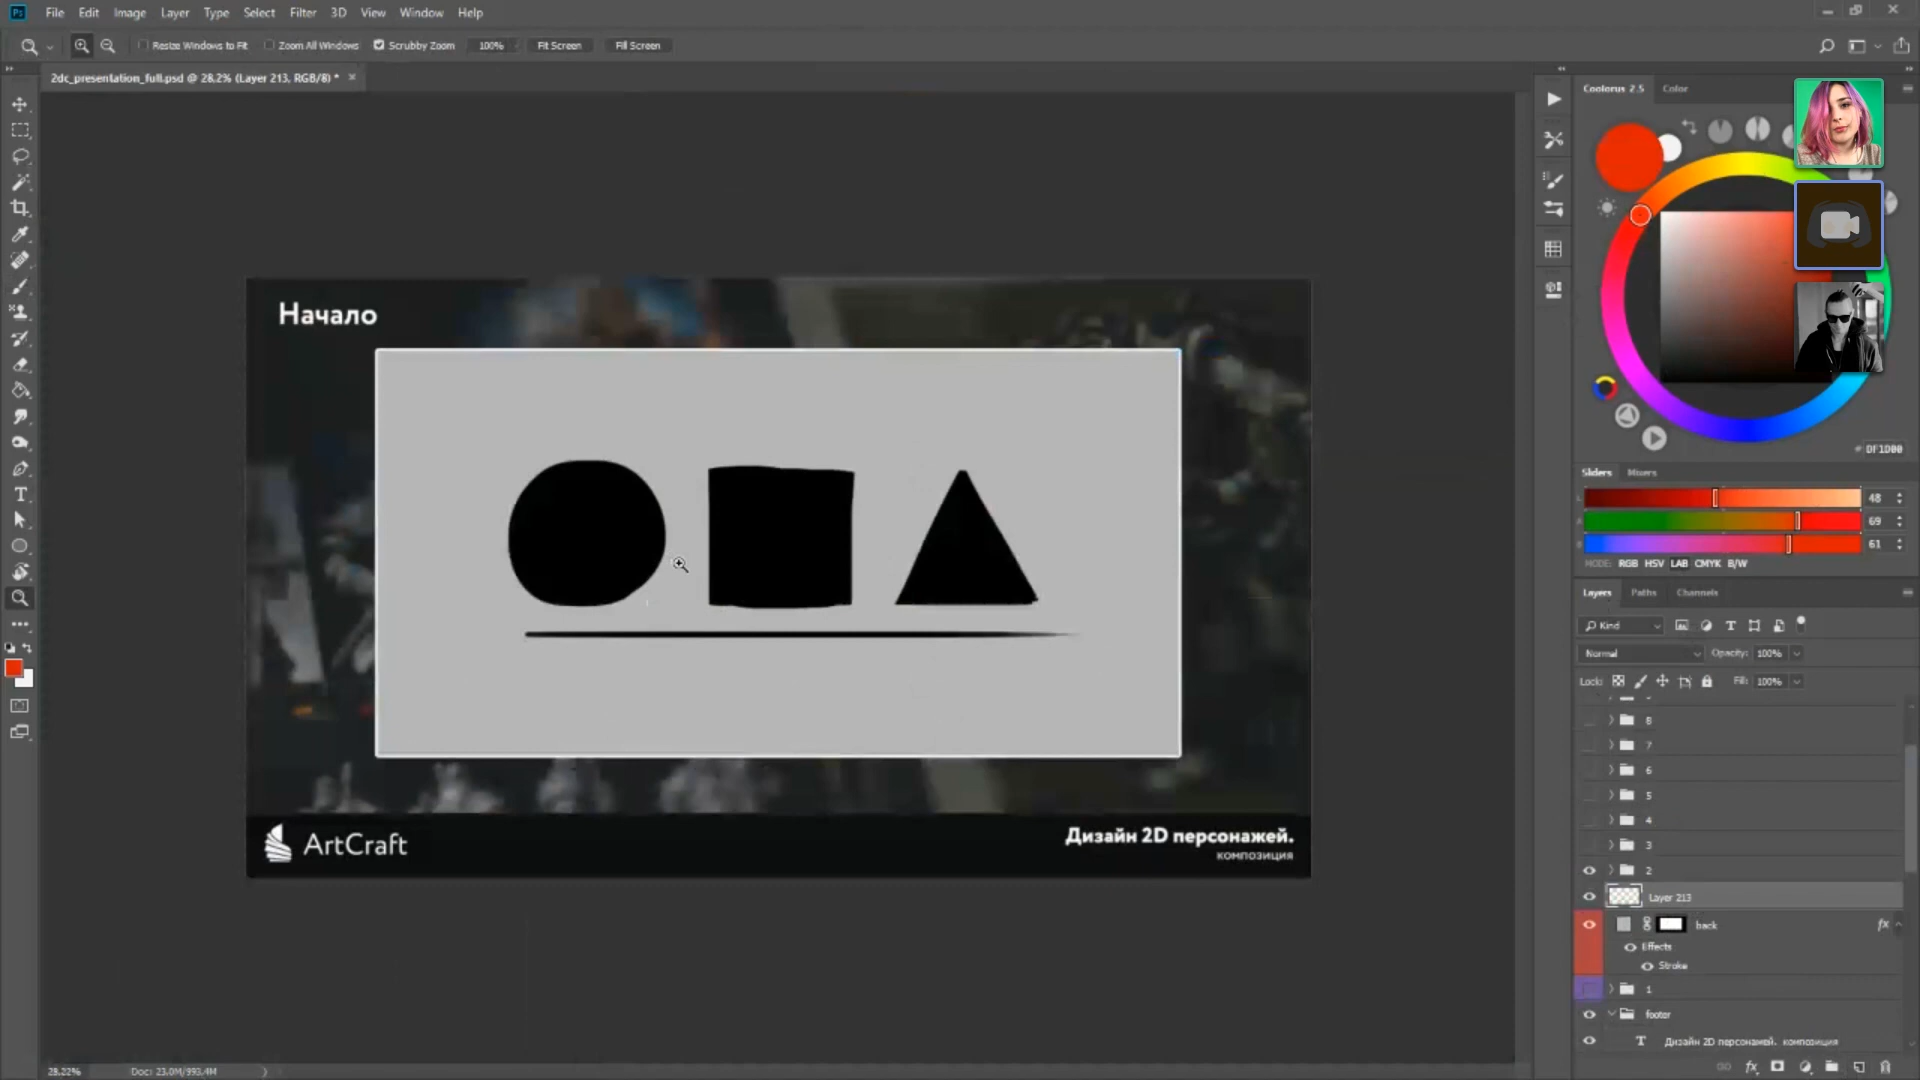 Ps File Edit Image Layer Type Select Filter 3D View Window Help
Resize Windows to Fit Zoom All Windows Scrubby Zoom 100% Fit Screen Fill Screen
2dc_presentation_full.psd @ 28,2% (Layer 213, RGB/8) *
Coolorus 2.5 Color
Начало
# DF1D00
Sliders Mixers
L 48
A 69
B 61
MODE: RGB HSV LAB CMYK B/W
Layers Paths Channels
Kind
Normal Opacity: 100%
Lock: Fill: 100%
8
7
6
5
4
3
2
Layer 213
back fx
Effects
Stroke
1
footer
Дизайн 2D персонажей. композиция
ArtCraft
Дизайн 2D персонажей.
композиция
28,22% Doc: 23,0M/993,4M